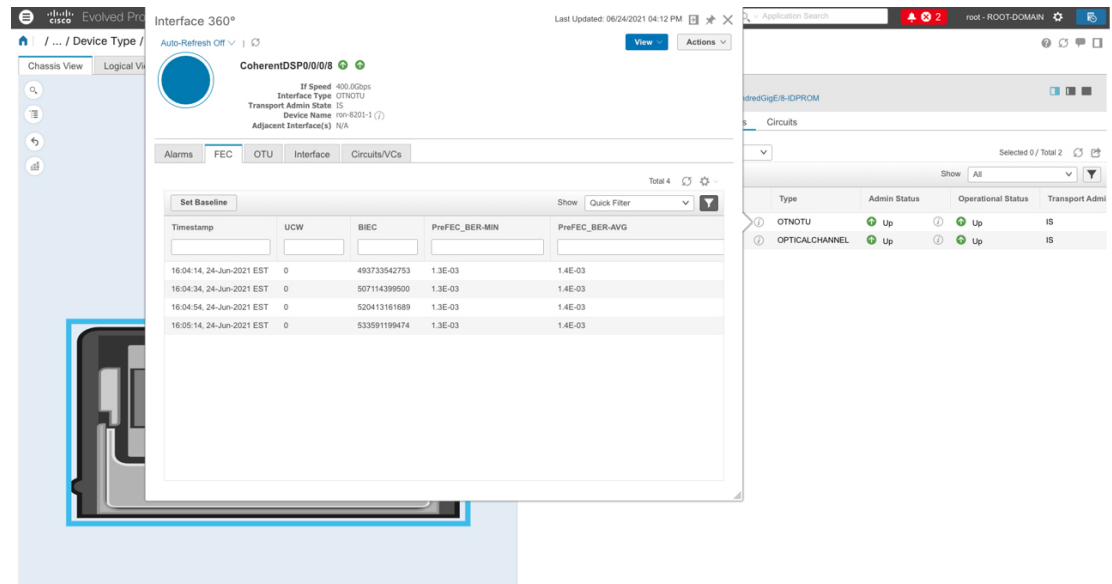 cisco Evolved Pro
Application Search
2
root - ROOT-DOMAIN
/ ... / Device Type /
Chassis View
Logical Vi
Interface 360°
Last Updated: 06/24/2021 04:12 PM
Auto-Refresh Off
View
Actions
CoherentDSP0/0/0/8
If Speed 400.0Gbps
Interface Type OTNOTU
Transport Admin State IS
Device Name ron-8201-1
Adjacent Interface(s) N/A
Alarms FEC OTU Interface Circuits/VCs
Total 4
Set Baseline
Show Quick Filter
Timestamp UCW BIEC PreFEC_BER-MIN PreFEC_BER-AVG
16:04:14, 24-Jun-2021 EST 0 493733542753 1.3E-03 1.4E-03
16:04:34, 24-Jun-2021 EST 0 507114399500 1.3E-03 1.4E-03
16:04:54, 24-Jun-2021 EST 0 520413161689 1.3E-03 1.4E-03
16:05:14, 24-Jun-2021 EST 0 533591199474 1.3E-03 1.4E-03
ndredGigE/8-IDPROM
s Circuits
Selected 0 / Total 2
Show All
Type Admin Status Operational Status Transport Admi
OTNOTU Up Up IS
OPTICALCHANNEL Up Up IS